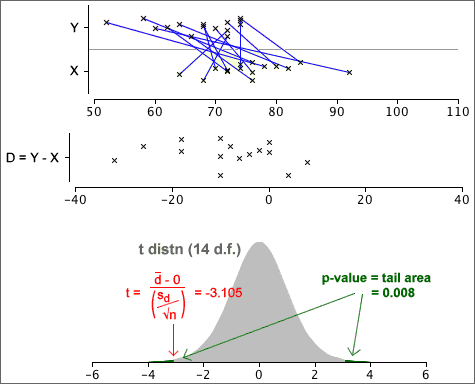 Y
X
50 60 70 80 90 100 110
D = Y - X
-40 -20 0 20 40
t distn (14 d.f.)
t = d̄ - 0 / (s_d / √n) = -3.105
p-value = tail area
= 0.008
-6 -4 -2 0 2 4 6